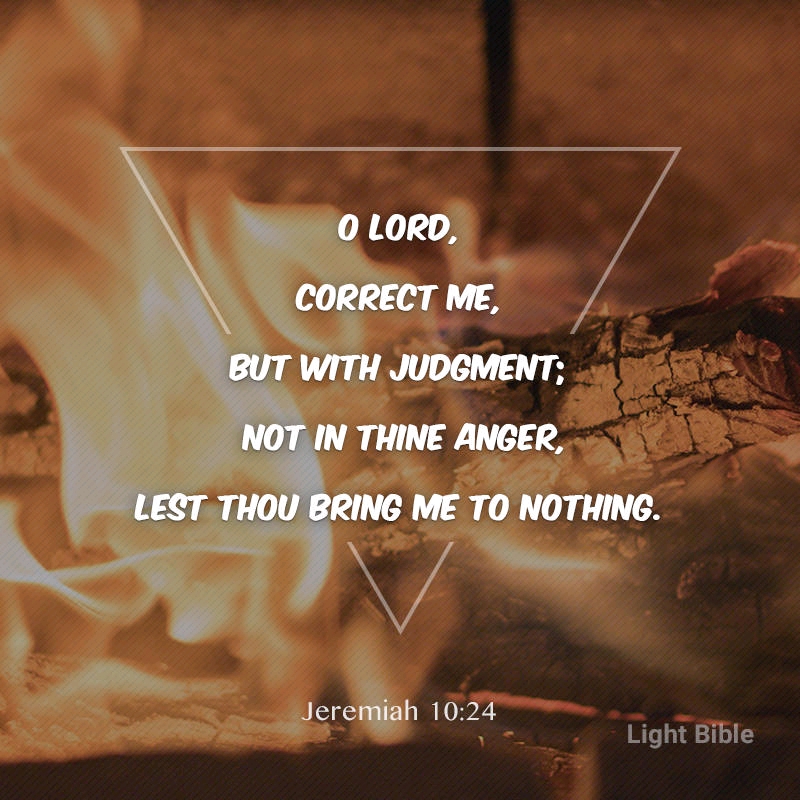 O LORD,
CORRECT ME,
BUT WITH JUDGMENT;
NOT IN THINE ANGER,
LEST THOU BRING ME TO NOTHING.
Jeremiah 10:24
Light Bible